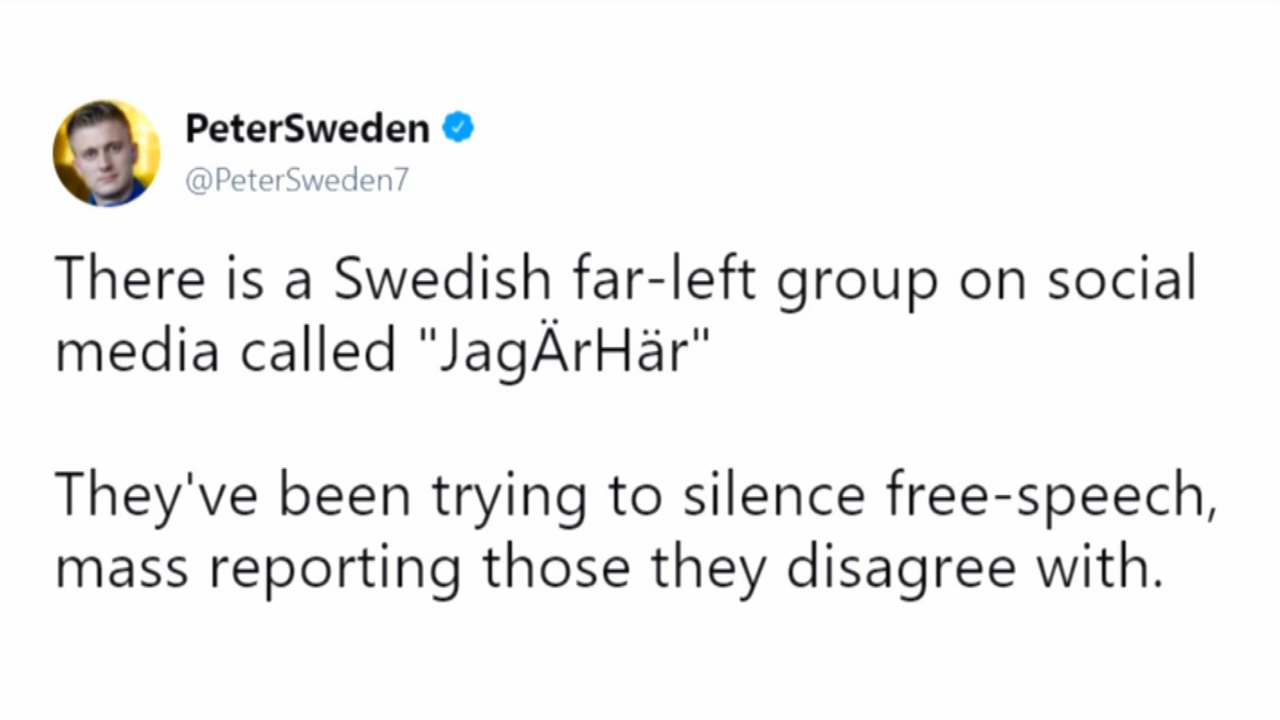 PeterSweden
@PeterSweden7
There is a Swedish far-left group on social
media called "JagÄrHär"
They've been trying to silence free-speech,
mass reporting those they disagree with.